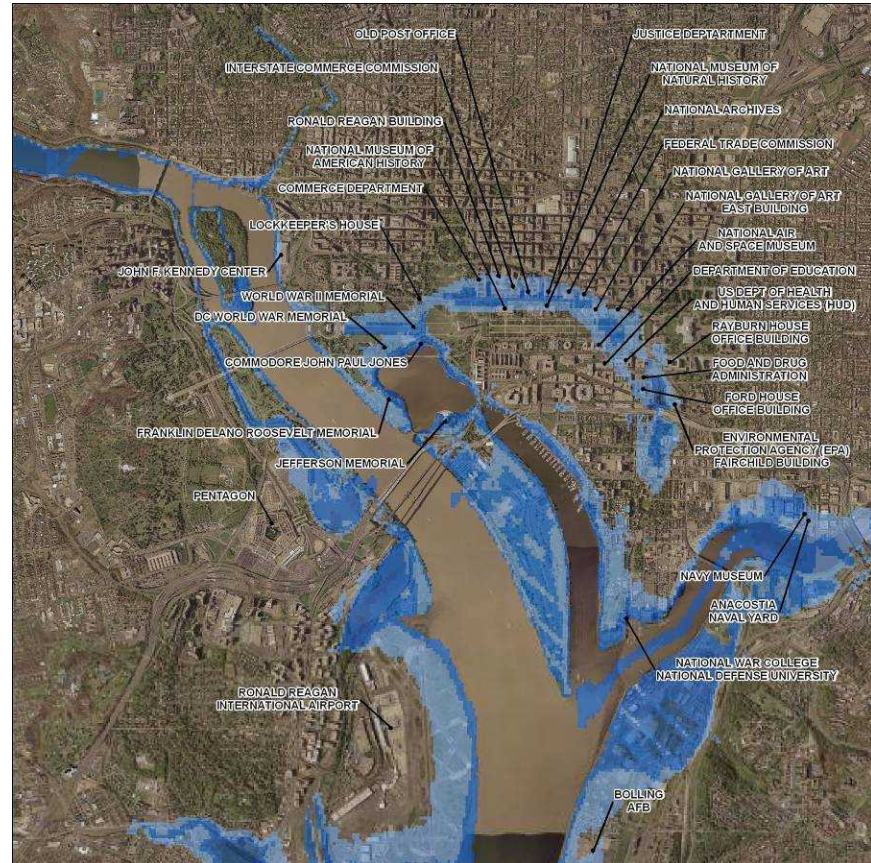 OLD POST OFFICE
JUSTICE DEPTARTMENT
INTERSTATE COMMERCE COMMISSION
NATIONAL MUSEUM OF
NATURAL HISTORY
NATIONAL ARCHIVES
RONALD REAGAN BUILDING
FEDERAL TRADE COMMISSION
NATIONAL MUSEUM OF
AMERICAN HISTORY
NATIONAL GALLERY OF ART
COMMERCE DEPARTMENT
NATIONAL GALLERY OF ART
EAST BUILDING
LOCKKEEPER'S HOUSE
NATIONAL AIR
AND SPACE MUSEUM
JOHN F. KENNEDY CENTER
DEPARTMENT OF EDUCATION
WORLD WAR II MEMORIAL
US DEPT OF HEALTH
AND HUMAN SERVICES (HUD)
DC WORLD WAR MEMORIAL
RAYBURN HOUSE
OFFICE BUILDING
COMMODORE JOHN PAUL JONES
FOOD AND DRUG
ADMINISTRATION
FORD HOUSE
OFFICE BUILDING
FRANKLIN DELANO ROOSEVELT MEMORIAL
ENVIRONMENTAL
PROTECTION AGENCY (EPA)
FAIRCHILD BUILDING
JEFFERSON MEMORIAL
PENTAGON
NAVY MUSEUM
ANACOSTIA
NAVAL YARD
NATIONAL WAR COLLEGE
NATIONAL DEFENSE UNIVERSITY
RONALD REAGAN
INTERNATIONAL AIRPORT
BOLLING
AFB